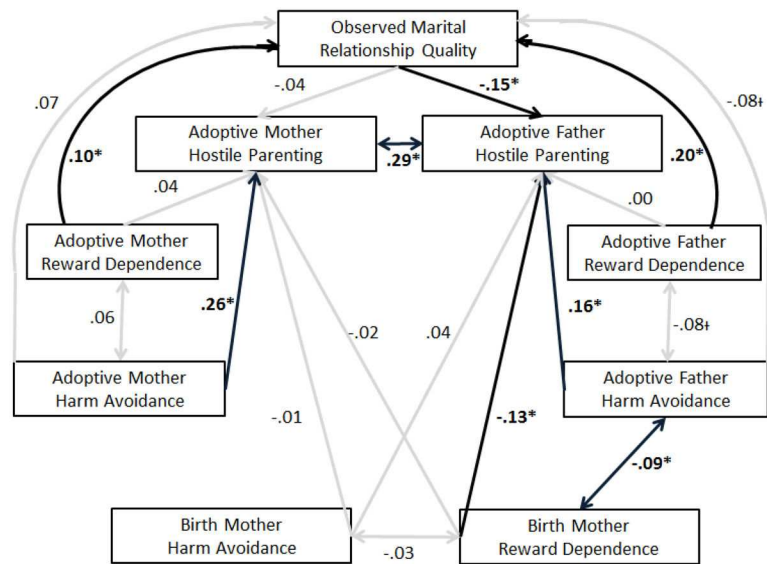 Observed Marital
Relationship Quality
.07
-.04
-.15*
-.08ƚ
Adoptive Mother
Hostile Parenting
Adoptive Father
Hostile Parenting
.10*
.29*
.20*
.04
.00
Adoptive Mother
Reward Dependence
Adoptive Father
Reward Dependence
.06
.26*
-.02
.04
.16*
-.08ƚ
Adoptive Mother
Harm Avoidance
Adoptive Father
Harm Avoidance
-.01
-.13*
-.09*
Birth Mother
Harm Avoidance
-.03
Birth Mother
Reward Dependence